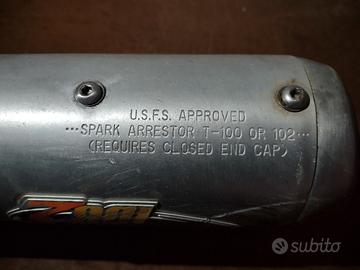 U.S.F.S. APPROVED
···SPARK ARRESTOR T-100 OR 102···
(REQUIRES CLOSED END CAP)
subito